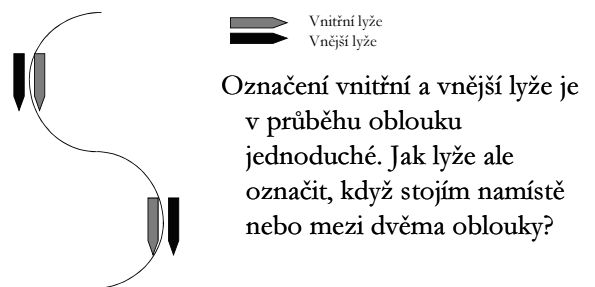 Vnitřní lyže
Vnější lyže
Označení vnitřní a vnější lyže je
v průběhu oblouku
jednoduché. Jak lyže ale
označit, když stojím namístě
nebo mezi dvěma oblouky?